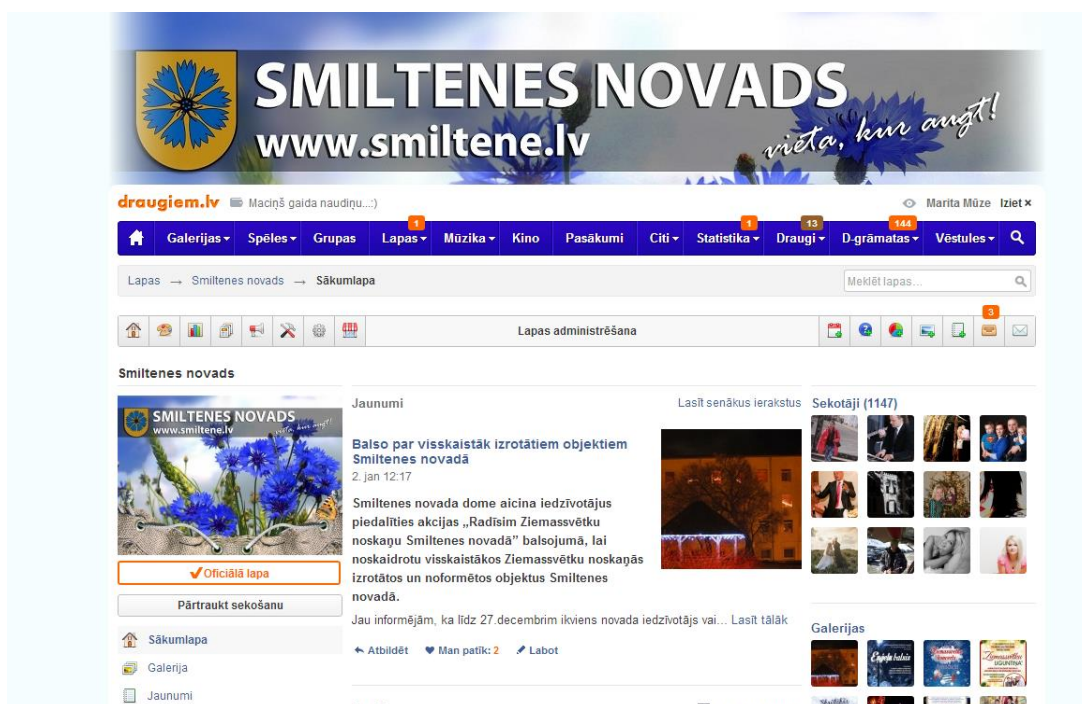 SMILTENES NOVADS
www.smiltene.lv
vieta, kur augt!
draugiem.lv Maciņš gaida naudiņu...:) Marita Mūze Iziet ×
1 1 13 144
Galerijas Spēles Grupas Lapas Mūzika Kino Pasākumi Citi Statistika Draugi D-grāmatas Vēstules
Lapas → Smiltenes novads → Sākumlapa Meklēt lapas...
3
Lapas administrēšana
Smiltenes novads
SMILTENES NOVADS
www.smiltene.lv
vieta, kur augt!
Oficiālā lapa
Pārtraukt sekošanu
Sākumlapa
Galerija
Jaunumi
Jaunumi Lasīt senākus ierakstus
Balso par visskaistāk izrotātiem objektiem
Smiltenes novadā
2. jan 12:17
Smiltenes novada dome aicina iedzīvotājus
piedalīties akcijas „Radīsim Ziemassvētku
noskaņu Smiltenes novadā” balsojumā, lai
noskaidrotu visskaistākos Ziemassvētku noskaņās
izrotātos un noformētos objektus Smiltenes
novadā.
Jau informējām, ka līdz 27.decembrim ikviens novada iedzīvotājs vai... Lasīt tālāk
Atbildēt Man patīk: 2 Labot
Sekotāji (1147)
Galerijas